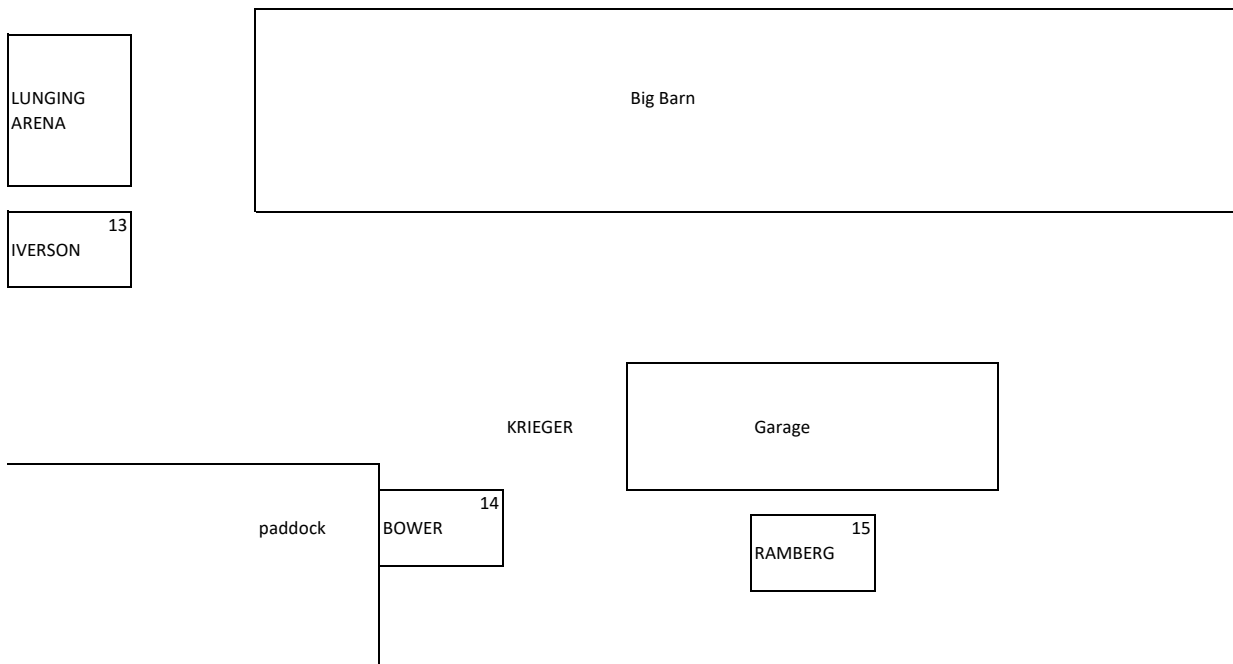 LUNGING
ARENA
Big Barn
13
IVERSON
KRIEGER
Garage
14
paddock
BOWER
15
RAMBERG